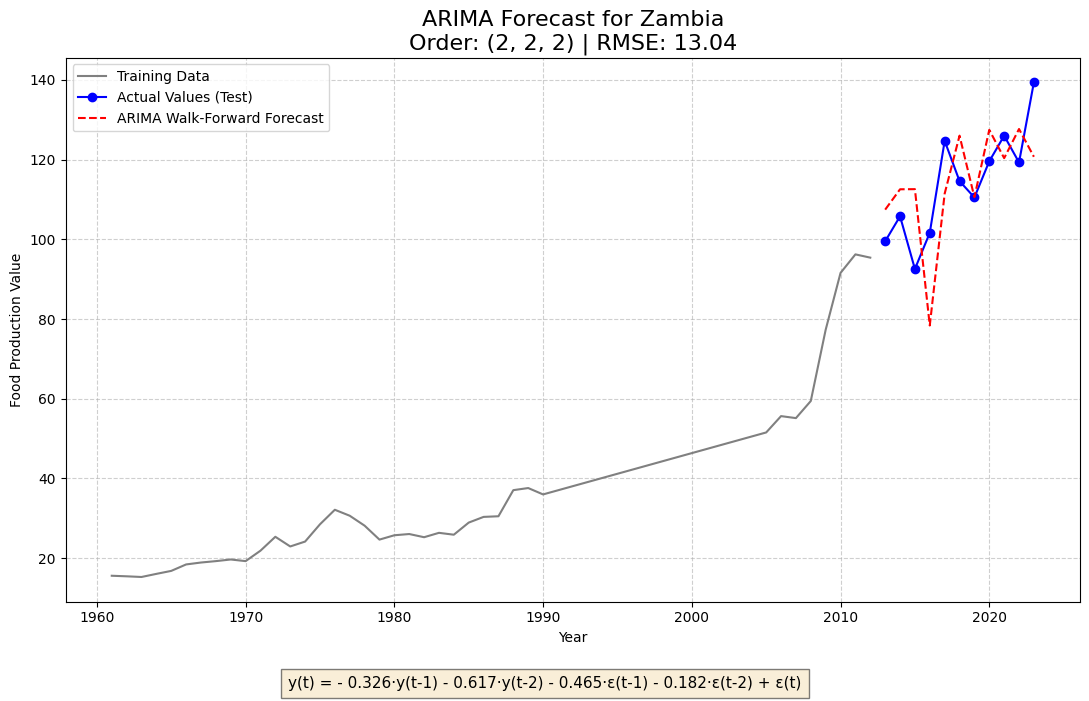 ARIMA Forecast for Zambia
Order: (2, 2, 2) | RMSE: 13.04
Training Data
Actual Values (Test)
ARIMA Walk-Forward Forecast
Food Production Value
140
120
100
80
60
40
20
1960 1970 1980 1990 2000 2010 2020
Year
y(t) = - 0.326·y(t-1) - 0.617·y(t-2) - 0.465·ε(t-1) - 0.182·ε(t-2) + ε(t)